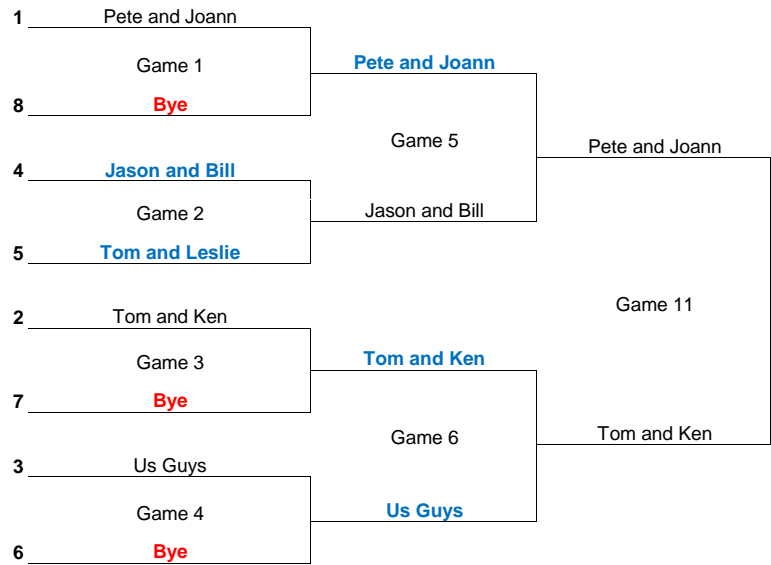 1 Pete and Joann
Game 1
Pete and Joann
8 Bye
Game 5
Pete and Joann
4 Jason and Bill
Game 2
Jason and Bill
5 Tom and Leslie
Game 11
2 Tom and Ken
Game 3
Tom and Ken
7 Bye
Game 6
Tom and Ken
3 Us Guys
Game 4
Us Guys
6 Bye